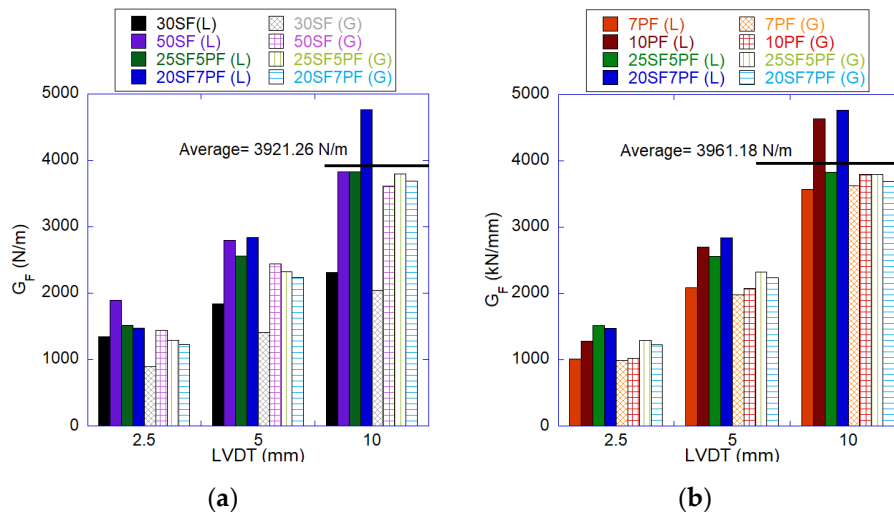 30SF(L) 30SF (G)
50SF (L) 50SF (G)
25SF5PF (L) 25SF5PF (G)
20SF7PF (L) 20SF7PF (G)
5000
4000
3000
2000
1000
0
G_F (N/m)
Average= 3921.26 N/m
2.5 5 10
LVDT (mm)
(a)
7PF (L) 7PF (G)
10PF (L) 10PF (G)
25SF5PF (L) 25SF5PF (G)
20SF7PF (L) 20SF7PF (G)
5000
4000
3000
2000
1000
0
G_F (kN/mm)
Average= 3961.18 N/m
2.5 5 10
LVDT (mm)
(b)